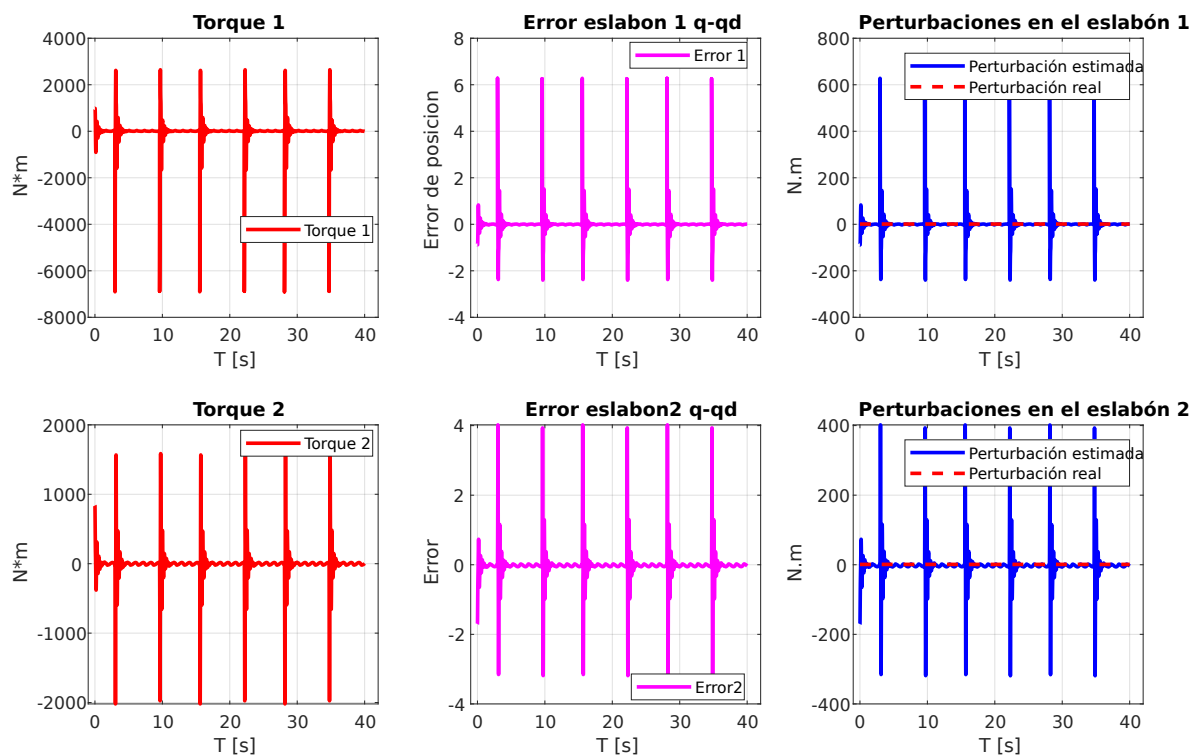 Torque 1
4000
2000
0
-2000
-4000
-6000
-8000
N*m
Torque 1
0 10 20 30 40
T [s]
Error eslabon 1 q-qd
8
6
4
2
0
-2
-4
Error de posicion
Error 1
0 10 20 30 40
T [s]
Perturbaciones en el eslabón 1
800
600
400
200
0
-200
-400
N.m
Perturbación estimada
Perturbación real
0 10 20 30 40
T [s]
Torque 2
2000
1000
0
-1000
-2000
N*m
Torque 2
0 10 20 30 40
T [s]
Error eslabon2 q-qd
4
2
0
-2
-4
Error
Error2
0 10 20 30 40
T [s]
Perturbaciones en el eslabón 2
400
200
0
-200
-400
N.m
Perturbación estimada
Perturbación real
0 10 20 30 40
T [s]